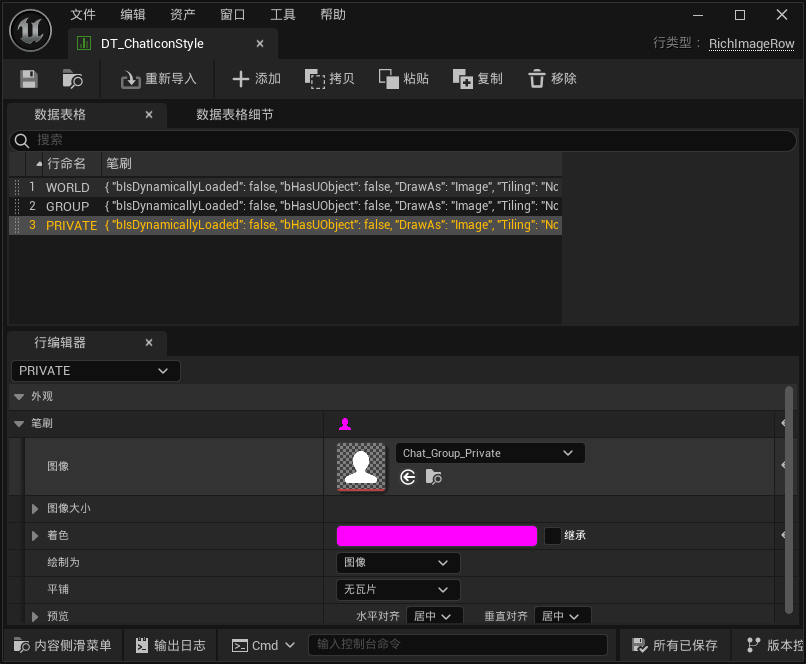 文件 编辑 资产 窗口 工具 帮助
DT_ChatIconStyle
行类型： RichImageRow
重新导入 添加 拷贝 粘贴 复制 移除
数据表格 数据表格细节
搜索
行命名 笔刷
1 WORLD { "bIsDynamicallyLoaded": false, "bHasUObject": false, "DrawAs": "Image", "Tiling": "No
2 GROUP { "bIsDynamicallyLoaded": false, "bHasUObject": false, "DrawAs": "Image", "Tiling": "No
3 PRIVATE { "bIsDynamicallyLoaded": false, "bHasUObject": false, "DrawAs": "Image", "Tiling": "No
行编辑器
PRIVATE
外观
笔刷
图像 Chat_Group_Private
图像大小
着色 继承
绘制为 图像
平铺 无瓦片
预览 水平对齐 居中 垂直对齐 居中
内容侧滑菜单 输出日志 Cmd 输入控制台命令 所有已保存 版本控